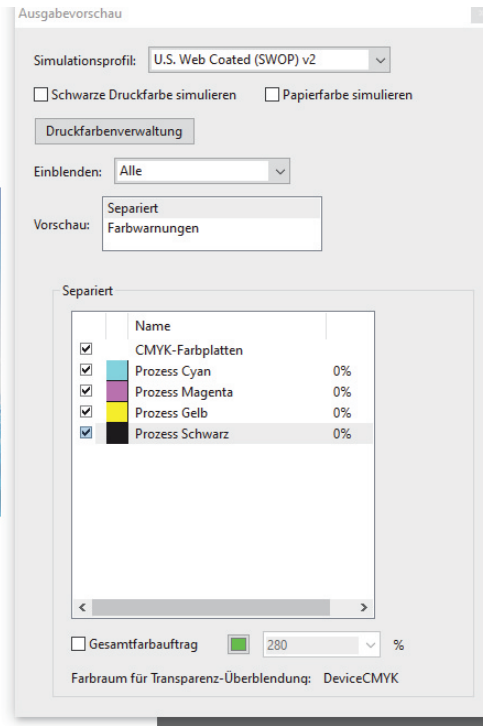 Ausgabevorschau
Simulationsprofil: U.S. Web Coated (SWOP) v2
Schwarze Druckfarbe simulieren Papierfarbe simulieren
Druckfarbenverwaltung
Einblenden: Alle
Vorschau: Separiert
Farbwarnungen
Separiert
Name
CMYK-Farbplatten
Prozess Cyan 0%
Prozess Magenta 0%
Prozess Gelb 0%
Prozess Schwarz 0%
Gesamtfarbauftrag 280 %
Farbraum für Transparenz-Überblendung: DeviceCMYK